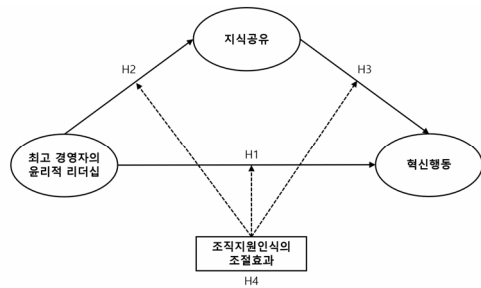 지식공유
H2
H3
최고 경영자의
윤리적 리더십
H1
혁신행동
조직지원인식의
조절효과
H4